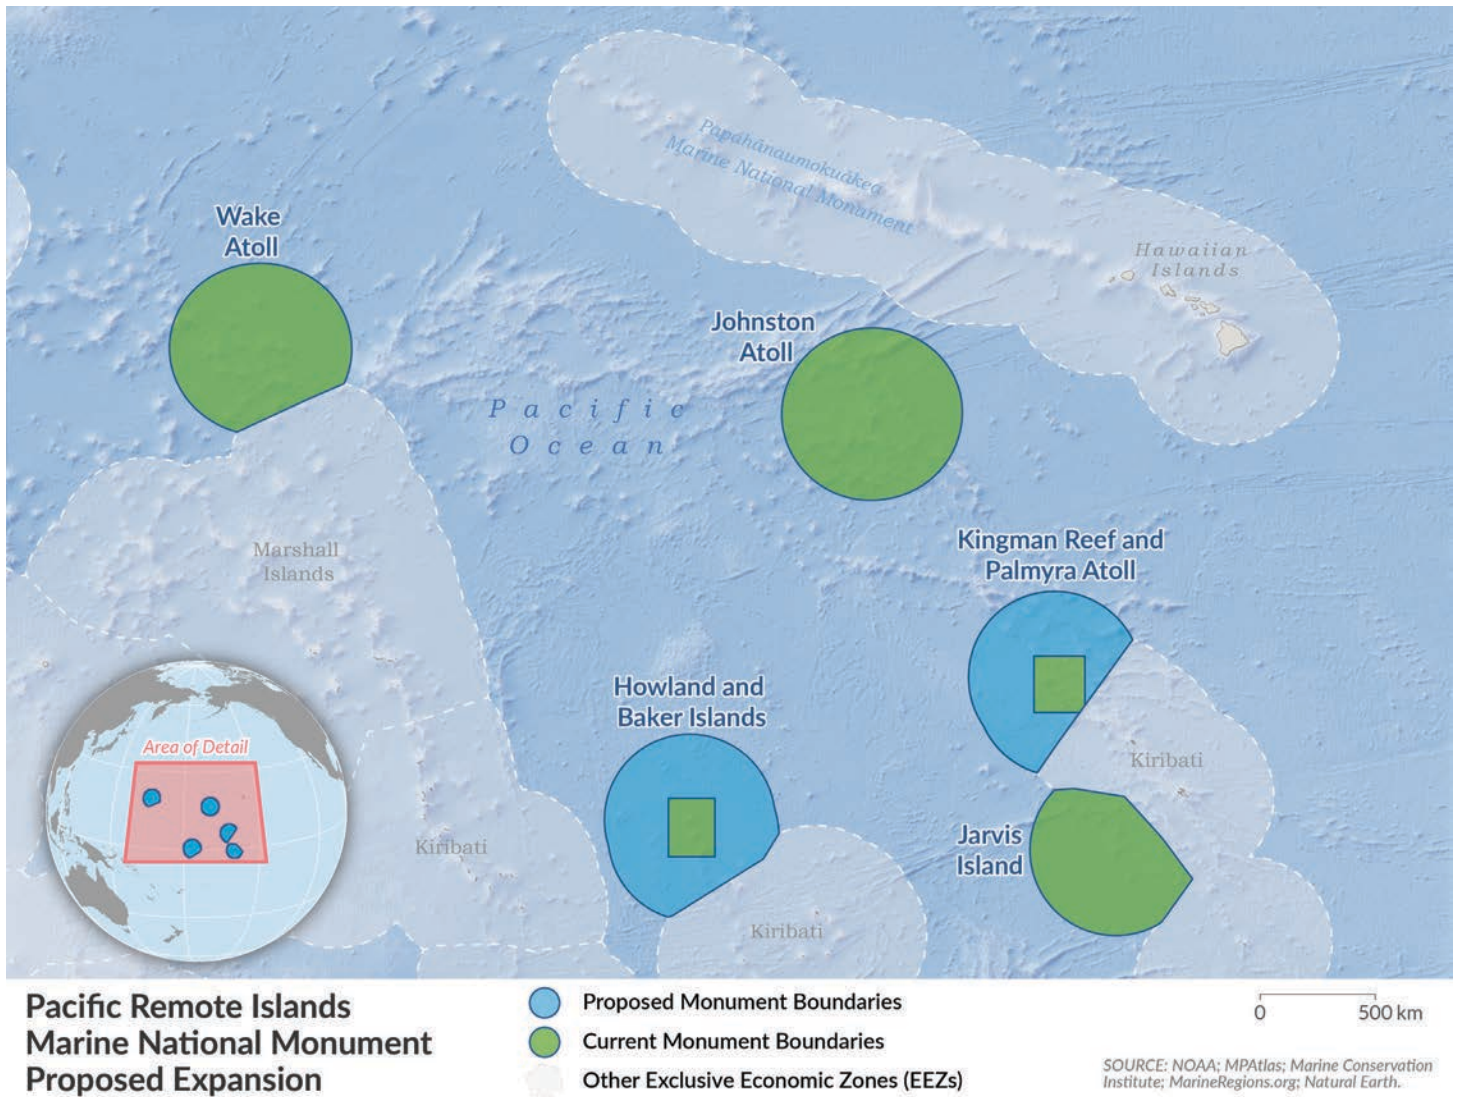 Papahānaumokuākea
Marine National Monument
Wake
Atoll
Hawaiian
Islands
Johnston
Atoll
Pacific
Ocean
Kingman Reef and
Palmyra Atoll
Marshall
Islands
Howland and
Baker Islands
Area of Detail
Kiribati
Kiribati
Jarvis
Island
Kiribati
Pacific Remote Islands
Marine National Monument
Proposed Expansion
Proposed Monument Boundaries
Current Monument Boundaries
Other Exclusive Economic Zones (EEZs)
0 500 km
SOURCE: NOAA; MPAtlas; Marine Conservation
Institute; MarineRegions.org; Natural Earth.